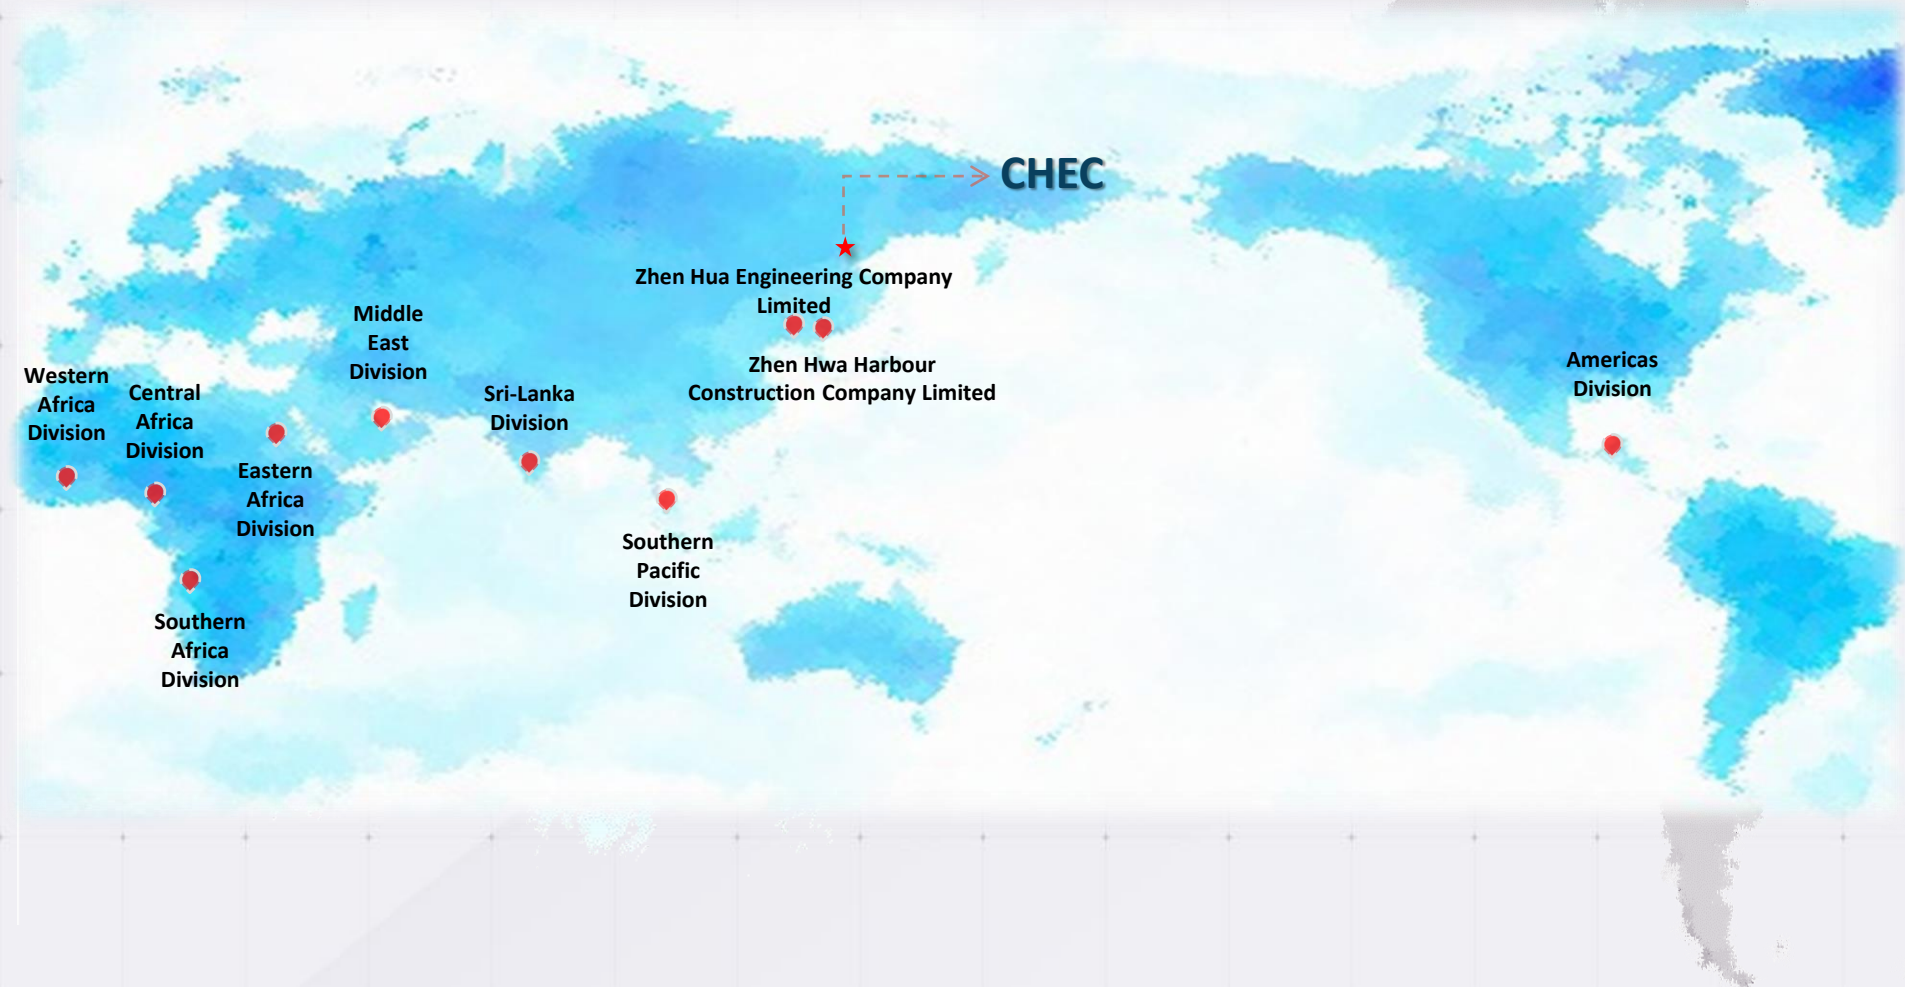 CHEC
Zhen Hua Engineering Company
Limited
Zhen Hwa Harbour
Construction Company Limited
Middle
East
Division
Western
Africa
Division
Central
Africa
Division
Sri-Lanka
Division
Americas
Division
Eastern
Africa
Division
Southern
Pacific
Division
Southern
Africa
Division